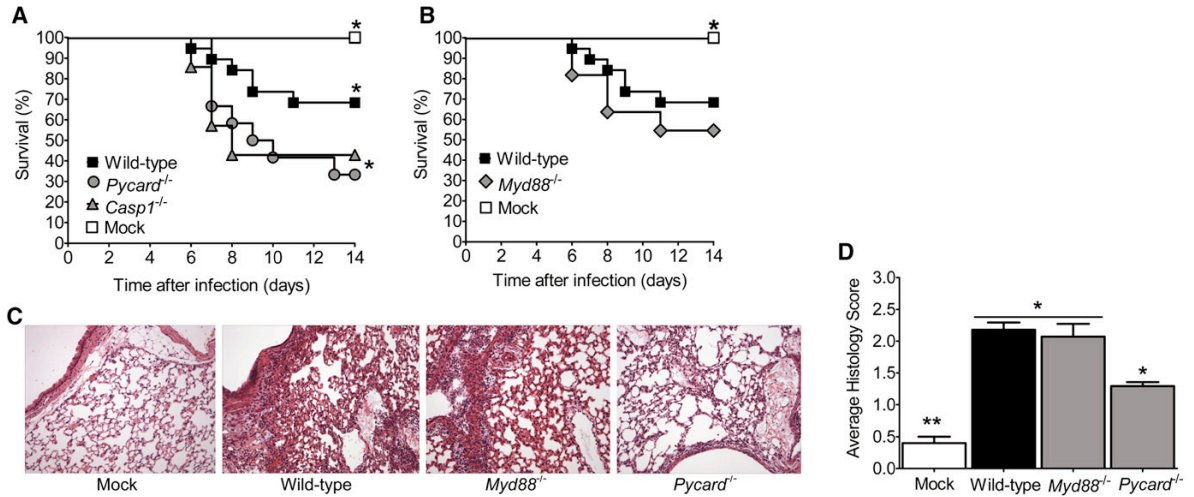 A
*
100
90
80
70
60
50
40
30
20
10
0
Survival (%)
*
*
Wild-type
Pycard-/-
Casp1-/-
Mock
0 2 4 6 8 10 12 14
Time after infection (days)
B
*
100
90
80
70
60
50
40
30
20
10
0
Survival (%)
Wild-type
Myd88-/-
Mock
0 2 4 6 8 10 12 14
Time after infection (days)
C
Mock Wild-type Myd88-/- Pycard-/-
D
3.0
2.5
2.0
1.5
1.0
0.5
0.0
Average Histology Score
**
*
*
Mock Wild-type Myd88-/- Pycard-/-